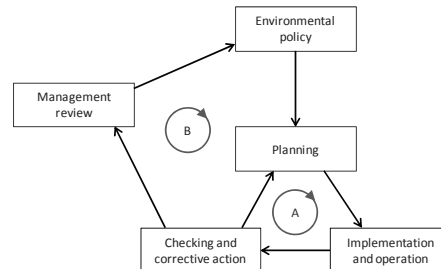 Environmental
policy
Management
review
B
Planning
A
Checking and
corrective action
Implementation
and operation